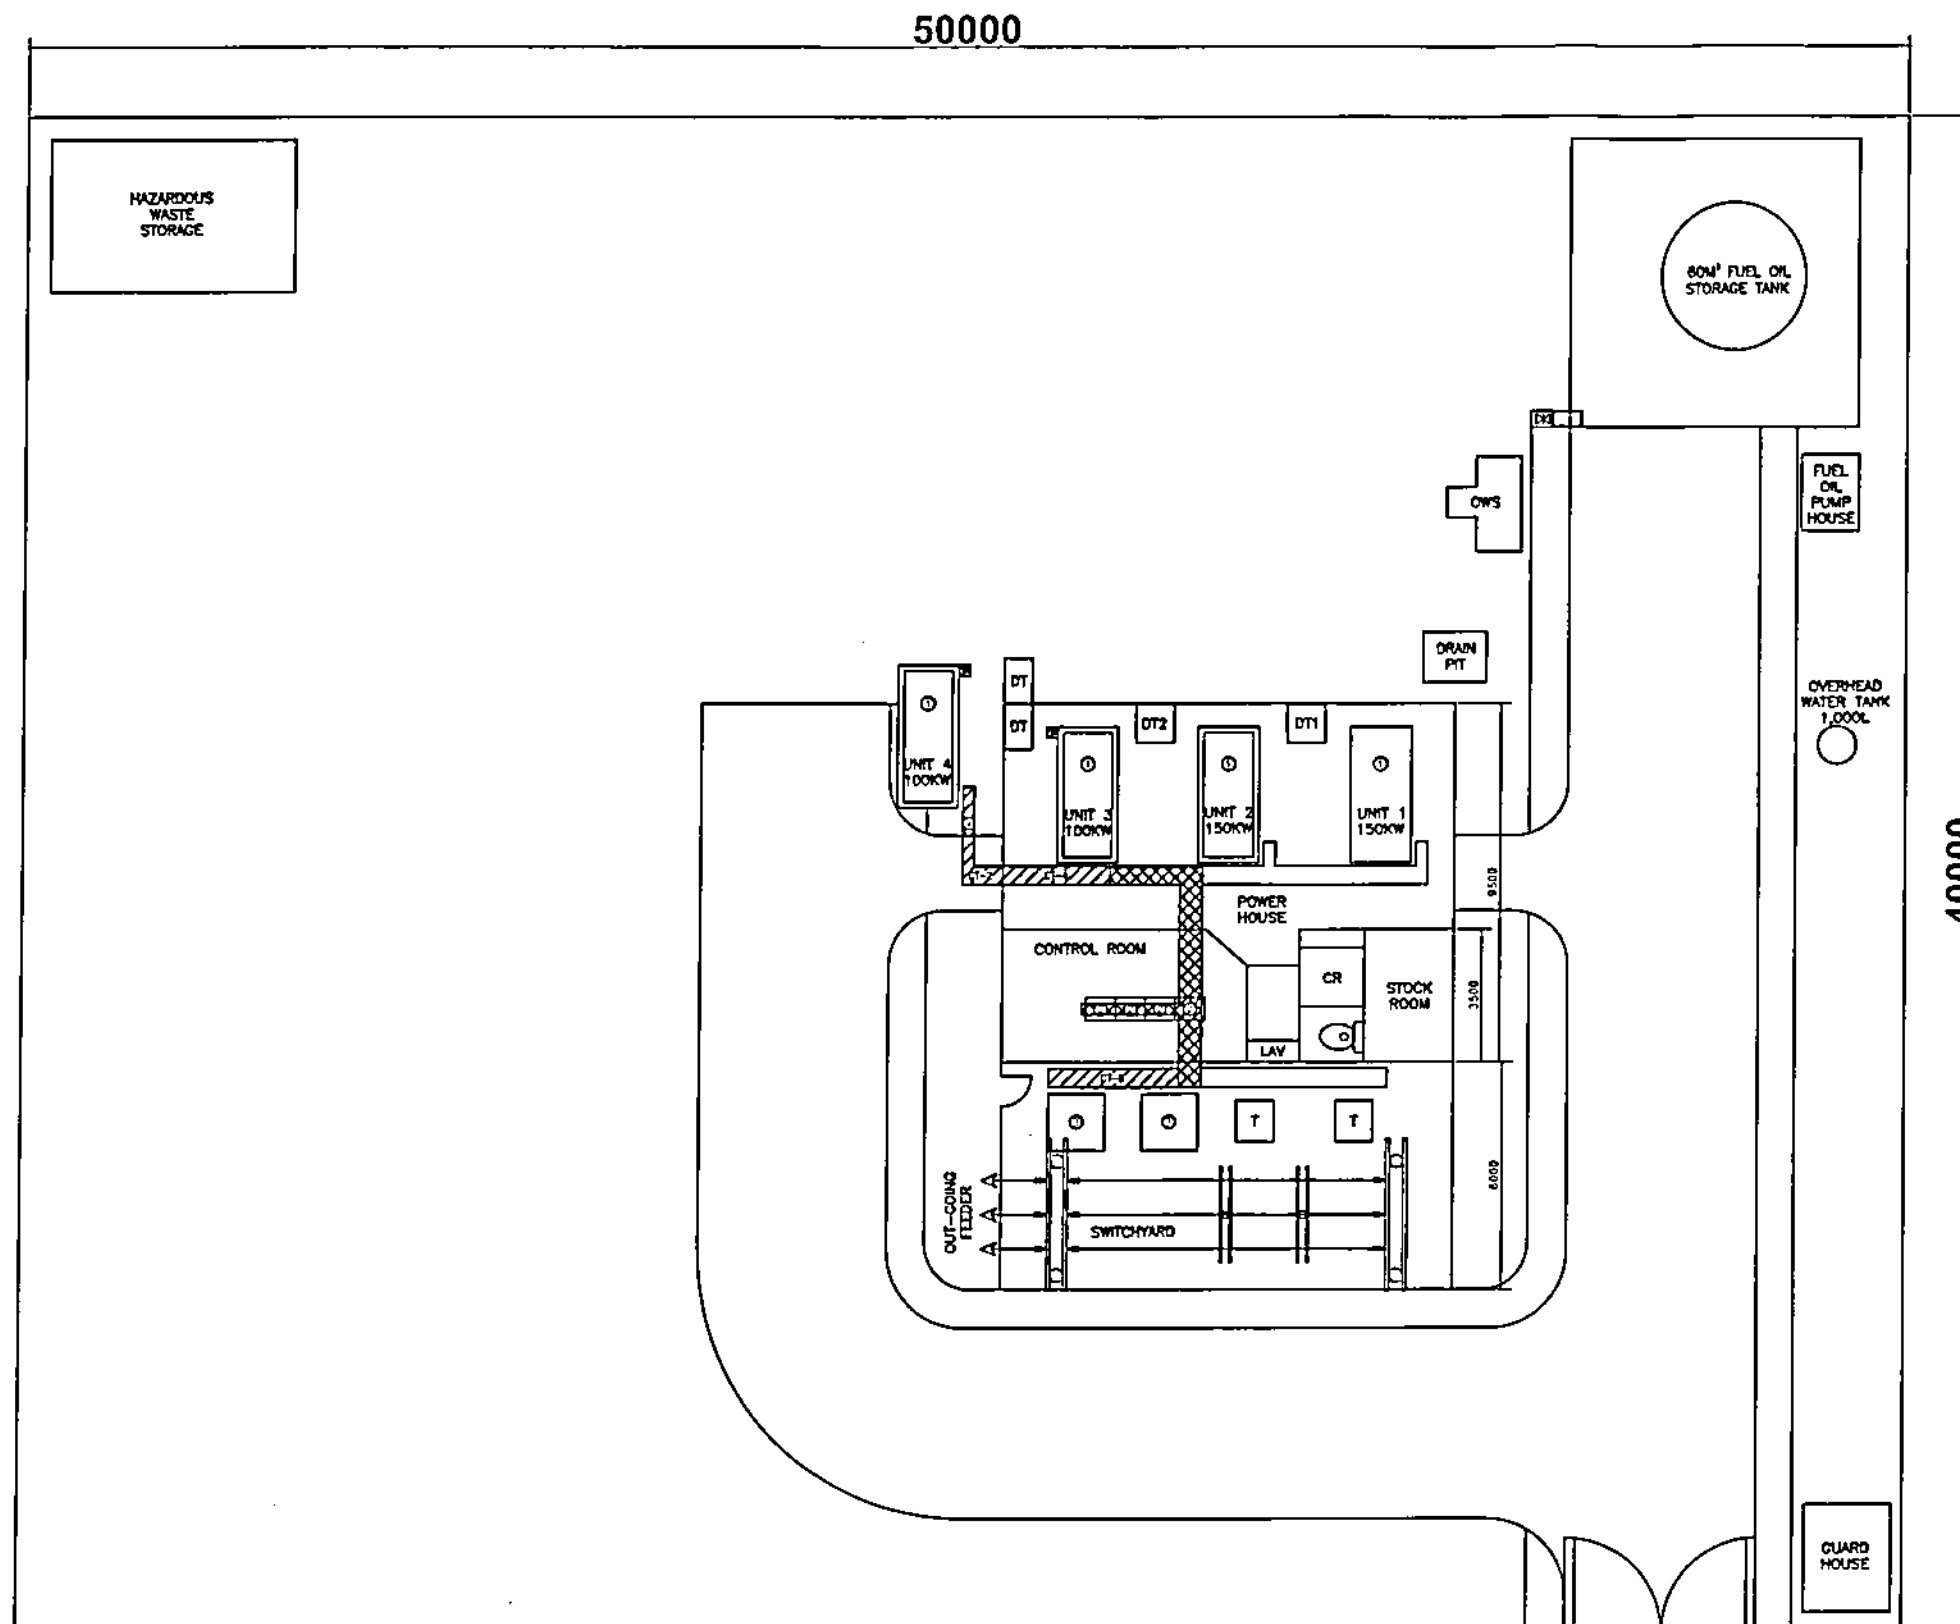 50000
HAZARDOUS
WASTE
STORAGE
60M³ FUEL OIL
STORAGE TANK
FUEL
OIL
PUMP
HOUSE
OWS
DRAIN
PIT
OVERHEAD
WATER TANK
1,000L
40000
DT
DT
DT2
DT1
UNIT 4
100KW
UNIT 3
100KW
UNIT 2
150KW
UNIT 1
150KW
9500
POWER
HOUSE
CONTROL ROOM
CR
STOCK
ROOM
3500
LAV
T
T
6000
OUT-GOING
FEEDER
SWITCHYARD
GUARD
HOUSE